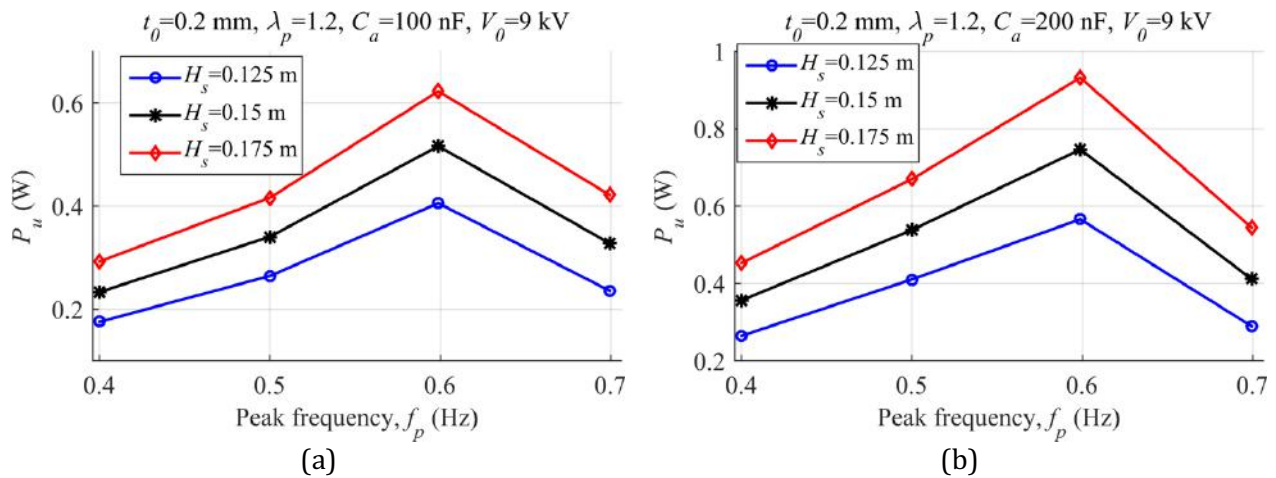 t₀=0.2 mm, λₚ=1.2, Cₐ=100 nF, V₀=9 kV
Hₛ=0.125 m
Hₛ=0.15 m
Hₛ=0.175 m
0.6
0.4
0.2
Pᵤ (W)
0.4 0.5 0.6 0.7
Peak frequency, fₚ (Hz)
(a)
t₀=0.2 mm, λₚ=1.2, Cₐ=200 nF, V₀=9 kV
Hₛ=0.125 m
Hₛ=0.15 m
Hₛ=0.175 m
1
0.8
0.6
0.4
0.2
Pᵤ (W)
0.4 0.5 0.6 0.7
Peak frequency, fₚ (Hz)
(b)